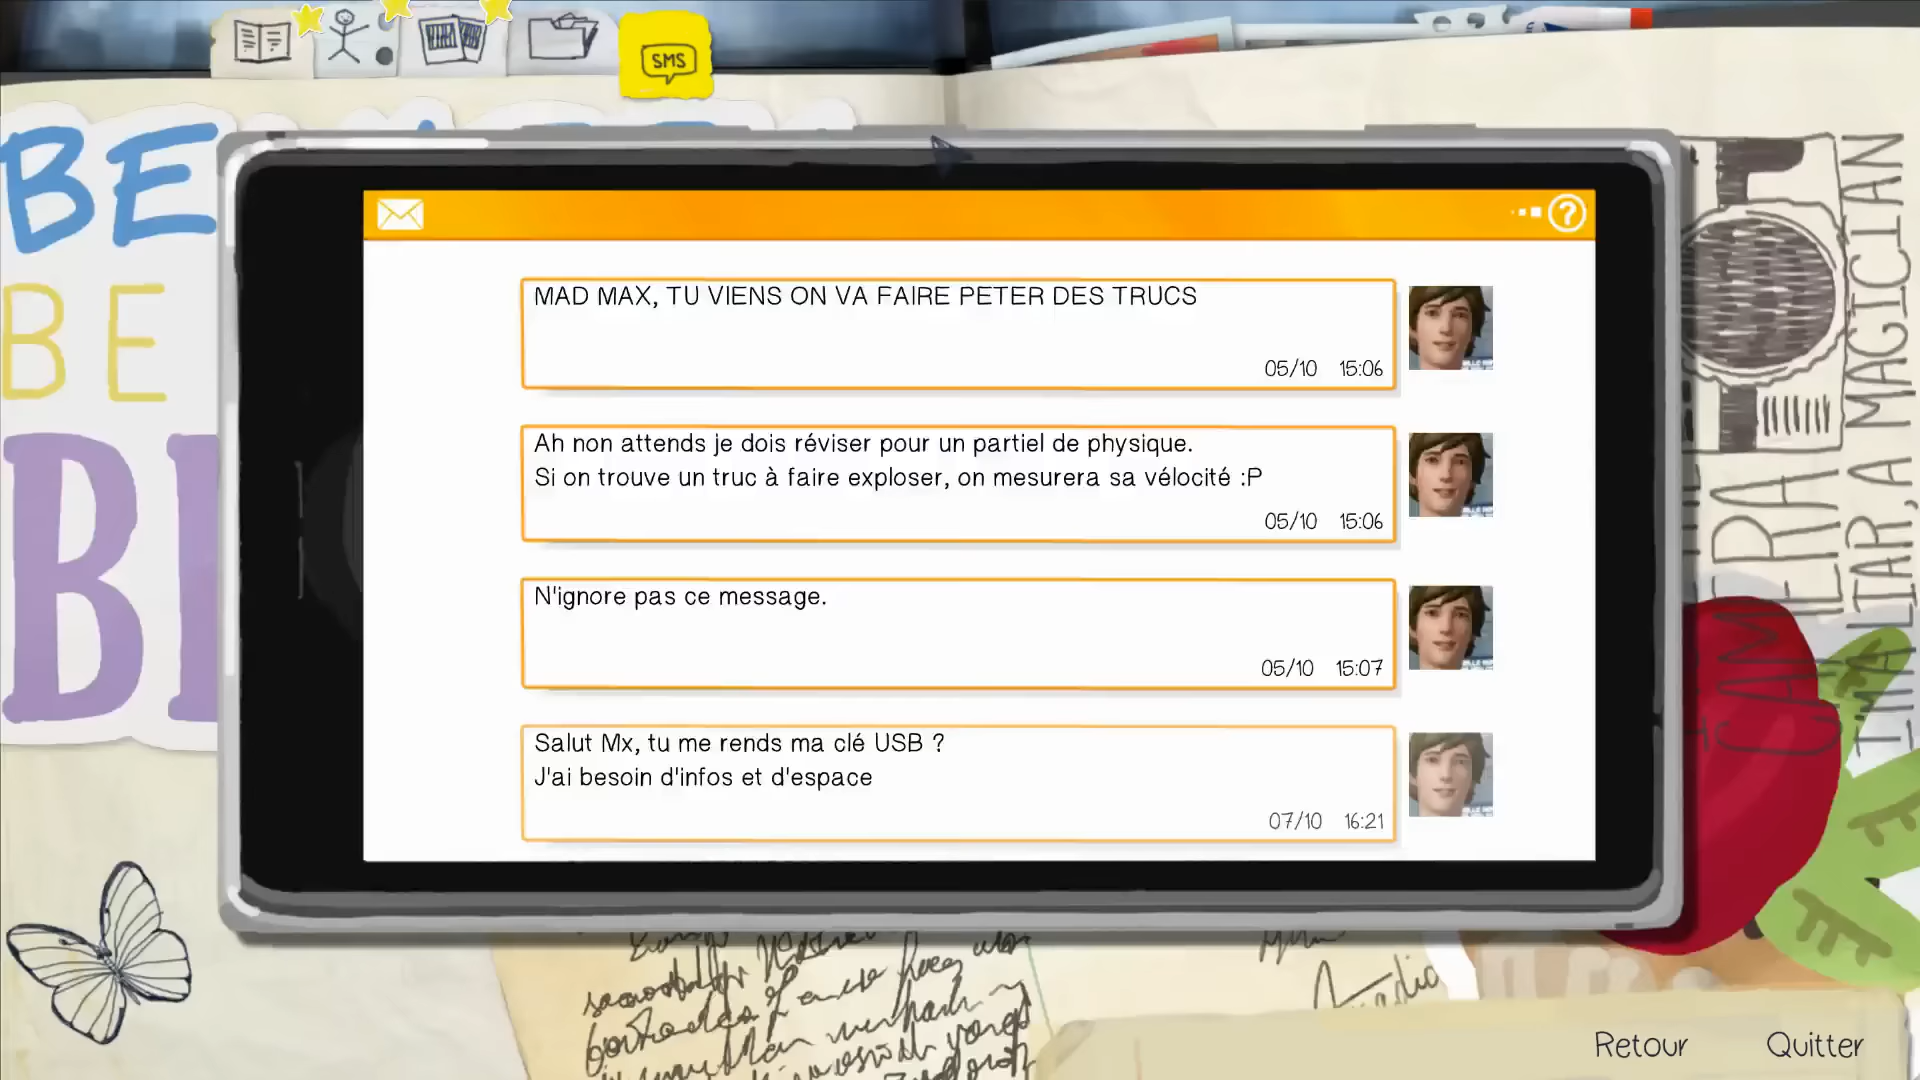 SMS
BE
BE
MAD MAX, TU VIENS ON VA FAIRE PETER DES TRUCS
05/10 15:06
Ah non attends je dois réviser pour un partiel de physique.
Si on trouve un truc à faire exploser, on mesurera sa vélocité :P
05/10 15:06
N'ignore pas ce message.
05/10 15:07
Salut Mx, tu me rends ma clé USB ?
J'ai besoin d'infos et d'espace
07/10 16:21
CAMERA
LIAR, A MAGICIAN
Retour
Quitter